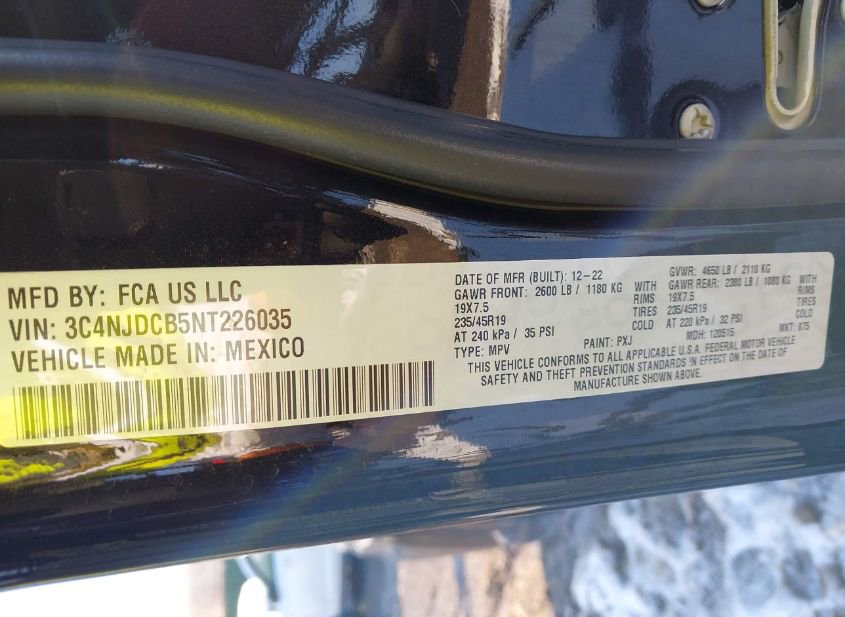 MFD BY: FCA US LLC
VIN: 3C4NJDCB5NT226035
VEHICLE MADE IN: MEXICO
DATE OF MFR (BUILT): 12-22
GAWR FRONT: 2600 LB / 1180 KG WITH
19X7.5 RIMS
235/45R19 TIRES
AT 240 kPa / 35 PSI COLD
TYPE: MPV PAINT: PXJ
GVWR: 4650 LB / 2110 KG
GAWR REAR: 2380 LB / 1080 KG WITH
19X7.5 RIMS
235/45R19 TIRES
AT 220 kPa / 32 PSI COLD
MDH: 120515 MKT: 875
THIS VEHICLE CONFORMS TO ALL APPLICABLE U.S.A. FEDERAL MOTOR VEHICLE
SAFETY AND THEFT PREVENTION STANDARDS IN EFFECT ON THE DATE OF
MANUFACTURE SHOWN ABOVE.